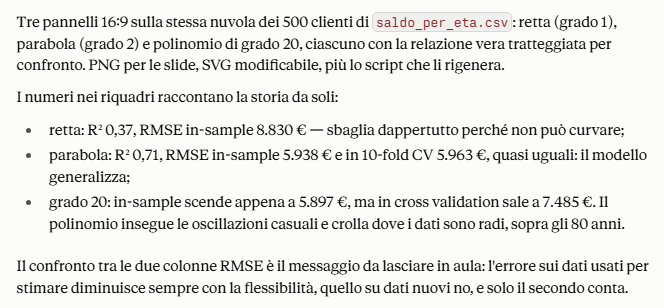 Tre pannelli 16:9 sulla stessa nuvola dei 500 clienti di saldo_per_eta.csv: retta (grado 1),
parabola (grado 2) e polinomio di grado 20, ciascuno con la relazione vera tratteggiata per
confronto. PNG per le slide, SVG modificabile, più lo script che li rigenera.
I numeri nei riquadri raccontano la storia da soli:
• retta: R² 0,37, RMSE in-sample 8.830 € — sbaglia dappertutto perché non può curvare;
• parabola: R² 0,71, RMSE in-sample 5.938 € e in 10-fold CV 5.963 €, quasi uguali: il modello
generalizza;
• grado 20: in-sample scende appena a 5.897 €, ma in cross validation sale a 7.485 €. Il
polinomio insegue le oscillazioni casuali e crolla dove i dati sono radi, sopra gli 80 anni.
Il confronto tra le due colonne RMSE è il messaggio da lasciare in aula: l'errore sui dati usati per
stimare diminuisce sempre con la flessibilità, quello su dati nuovi no, e solo il secondo conta.